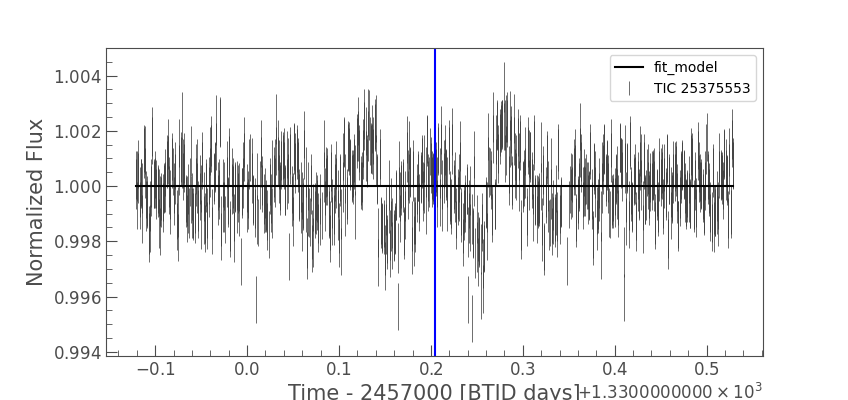 1.004
1.002
1.000
0.998
0.996
0.994
Normalized Flux
fit_model
TIC 25375553
−0.1 0.0 0.1 0.2 0.3 0.4 0.5
Time - 2457000 [BTJD days]
+1.3300000000 × 10³